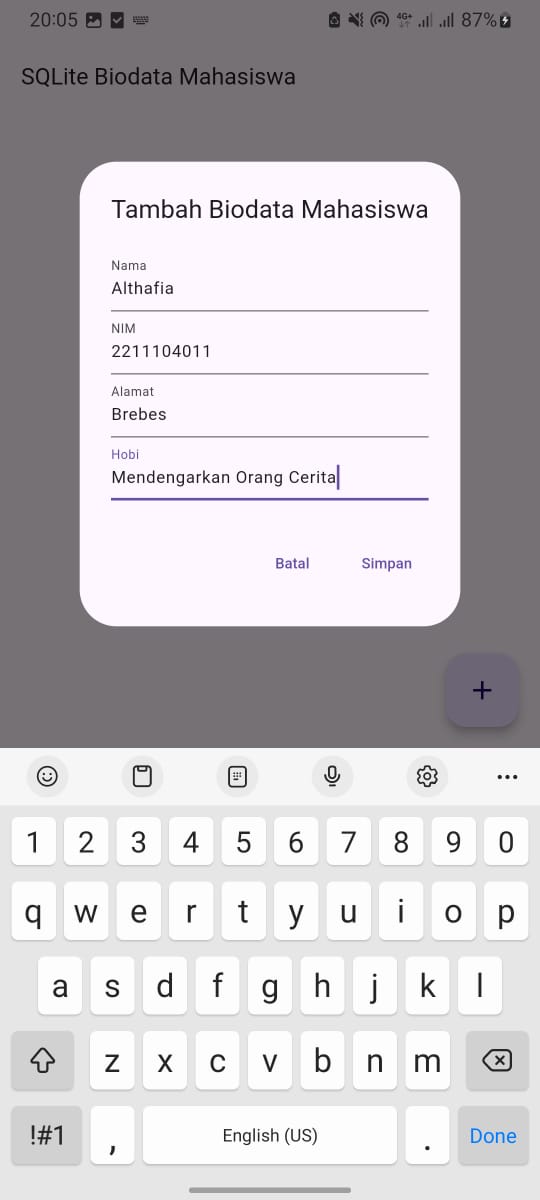 20:05 4G+ 87%
SQLite Biodata Mahasiswa
Tambah Biodata Mahasiswa
Nama
Althafia
NIM
2211104011
Alamat
Brebes
Hobi
Mendengarkan Orang Cerita
Batal Simpan
+
1 2 3 4 5 6 7 8 9 0
q w e r t y u i o p
a s d f g h j k l
z x c v b n m
!#1 , English (US) . Done